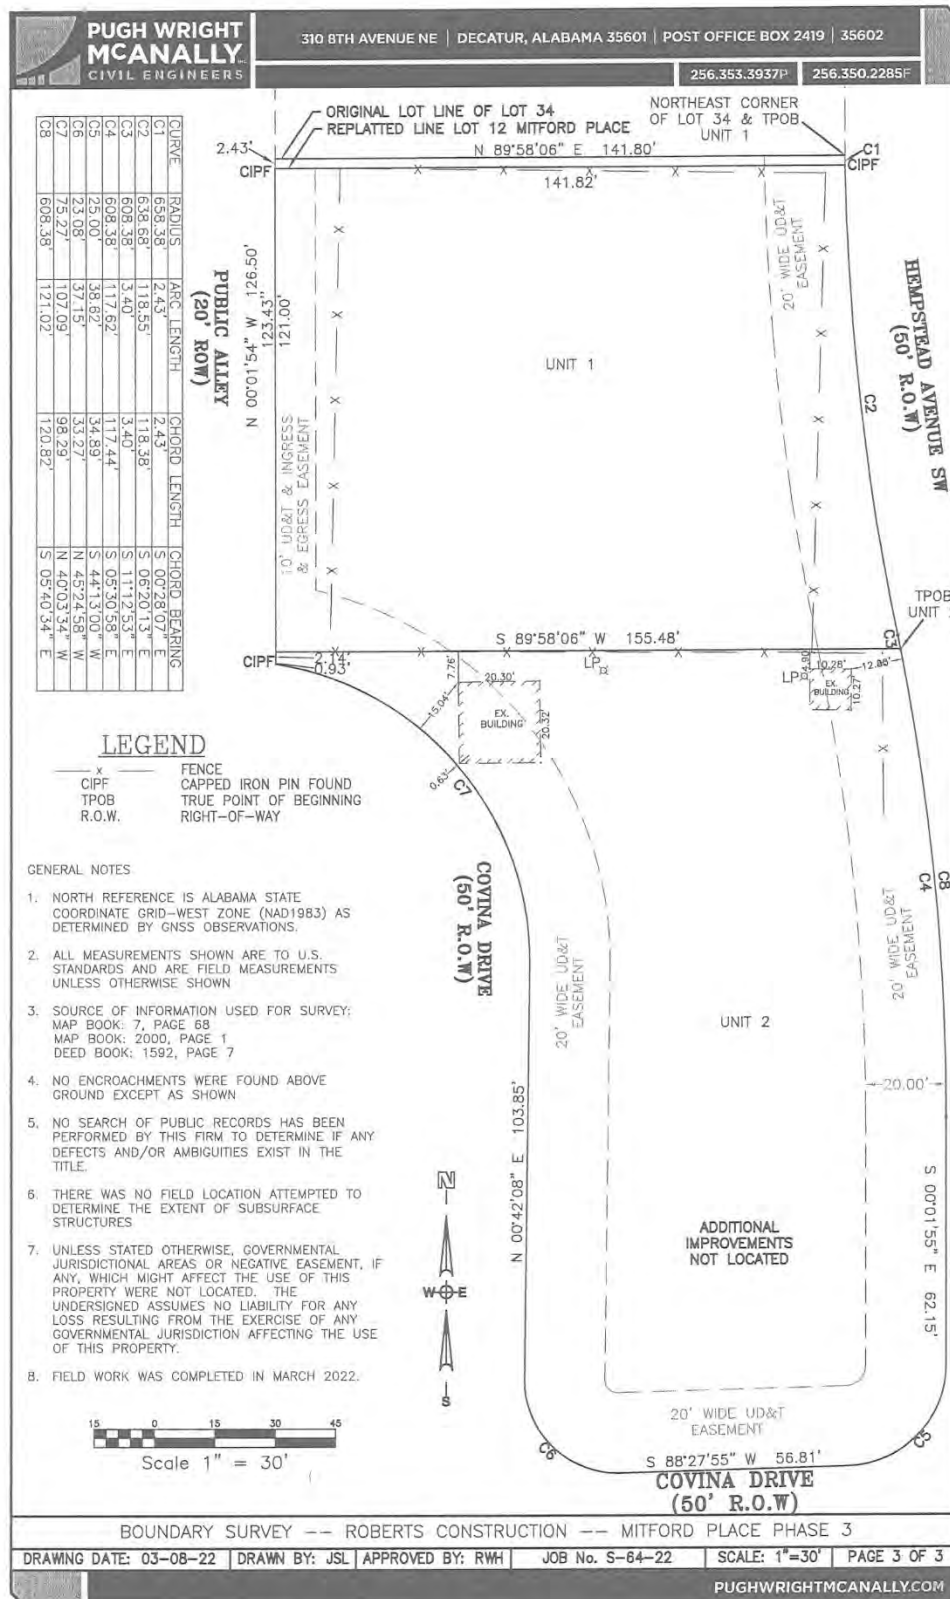 PUGH WRIGHT
MCANALLY
CIVIL ENGINEERS
310 8TH AVENUE NE | DECATUR, ALABAMA 35601 | POST OFFICE BOX 2419 | 35602
256.353.3937P
256.350.2285F
ORIGINAL LOT LINE OF LOT 34
REPLATTED LINE LOT 12 MITFORD PLACE
NORTHEAST CORNER
OF LOT 34 & TPOB
UNIT 1
2.43'
CIPF
N 89°58'06" E 141.80'
141.82'
C1
CIPF
CURVE RADIUS ARC LENGTH CHORD LENGTH CHORD BEARING
C1 658.38' 2.43' 2.43' S 00°28'07" E
C2 638.68' 118.55' 118.38' S 06°20'13" E
C3 608.38' 3.40' 3.40' S 11°12'53" E
C4 608.38' 117.62' 117.44' S 05°30'58" E
C5 25.00' 38.82' 34.89' S 44°13'00" W
C6 23.08' 37.15' 33.27' N 45°24'58" W
C7 75.27' 107.09' 98.29' N 40°03'34" W
C8 608.38' 121.02' 120.82' S 05°40'34" E
PUBLIC ALLEY
(20' ROW)
N 00°01'54" W 126.50'
123.43'
121.00'
10' UD&T & INGRESS
& EGRESS EASEMENT
UNIT 1
20' WIDE UD&T
EASEMENT
C2
HEMPSTEAD AVENUE SW
(50' R.O.W)
TPOB
UNIT
C3
S 89°58'06" W 155.48'
CIPF
2.14'
0.93'
7.76'
20.30'
15.04'
EX.
BUILDING
20.32'
0.63'
C7
LP
LP
4.90'
10.28'
EX.
BUILDING
10.27'
LEGEND
x FENCE
CIPF CAPPED IRON PIN FOUND
TPOB TRUE POINT OF BEGINNING
R.O.W. RIGHT-OF-WAY
GENERAL NOTES
1. NORTH REFERENCE IS ALABAMA STATE
COORDINATE GRID-WEST ZONE (NAD1983) AS
DETERMINED BY GNSS OBSERVATIONS.
2. ALL MEASUREMENTS SHOWN ARE TO U.S.
STANDARDS AND ARE FIELD MEASUREMENTS
UNLESS OTHERWISE SHOWN
3. SOURCE OF INFORMATION USED FOR SURVEY:
MAP BOOK: 7, PAGE 68
MAP BOOK: 2000, PAGE 1
DEED BOOK: 1592, PAGE 7
4. NO ENCROACHMENTS WERE FOUND ABOVE
GROUND EXCEPT AS SHOWN
5. NO SEARCH OF PUBLIC RECORDS HAS BEEN
PERFORMED BY THIS FIRM TO DETERMINE IF ANY
DEFECTS AND/OR AMBIGUITIES EXIST IN THE
TITLE.
6. THERE WAS NO FIELD LOCATION ATTEMPTED TO
DETERMINE THE EXTENT OF SUBSURFACE
STRUCTURES
7. UNLESS STATED OTHERWISE, GOVERNMENTAL
JURISDICTIONAL AREAS OR NEGATIVE EASEMENT, IF
ANY, WHICH MIGHT AFFECT THE USE OF THIS
PROPERTY WERE NOT LOCATED. THE
UNDERSIGNED ASSUMES NO LIABILITY FOR ANY
LOSS RESULTING FROM THE EXERCISE OF ANY
GOVERNMENTAL JURISDICTION AFFECTING THE USE
OF THIS PROPERTY.
8. FIELD WORK WAS COMPLETED IN MARCH 2022.
COVINA DRIVE
(50' R.O.W)
N 00°42'08" E 103.85'
20' WIDE UD&T
EASEMENT
UNIT 2
C4
C8
20' WIDE UD&T
EASEMENT
20.00'
S 00°01'55" E 62.15'
ADDITIONAL
IMPROVEMENTS
NOT LOCATED
N
W E
S
20' WIDE UD&T
EASEMENT
C6
C5
S 88°27'55" W 56.81'
COVINA DRIVE
(50' R.O.W)
15 0 15 30 45
Scale 1" = 30'
BOUNDARY SURVEY -- ROBERTS CONSTRUCTION -- MITFORD PLACE PHASE 3
DRAWING DATE: 03-08-22 DRAWN BY: JSL APPROVED BY: RWH JOB No. S-64-22 SCALE: 1"=30' PAGE 3 OF 3
PUGHWRIGHTMCANALLY.COM